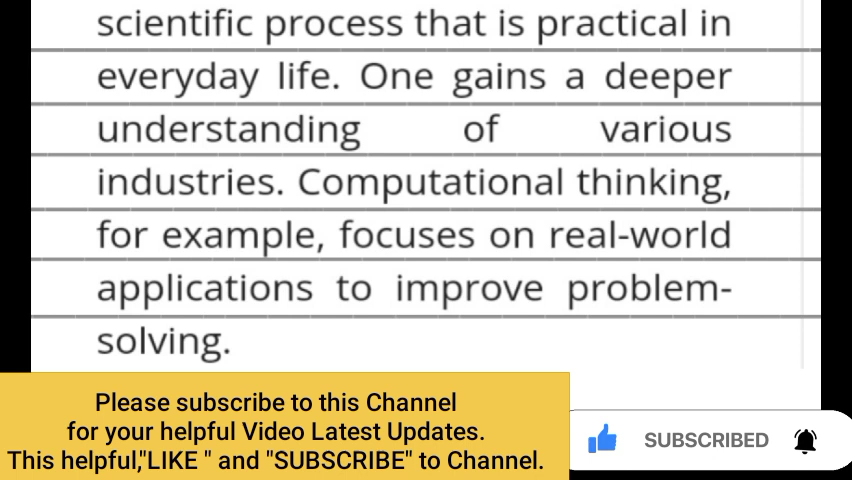 scientific process that is practical in
everyday life. One gains a deeper
understanding of various
industries. Computational thinking,
for example, focuses on real-world
applications to improve problem-
solving.
Please subscribe to this Channel
for your helpful Video Latest Updates.
This helpful,"LIKE " and "SUBSCRIBE" to Channel.
SUBSCRIBED